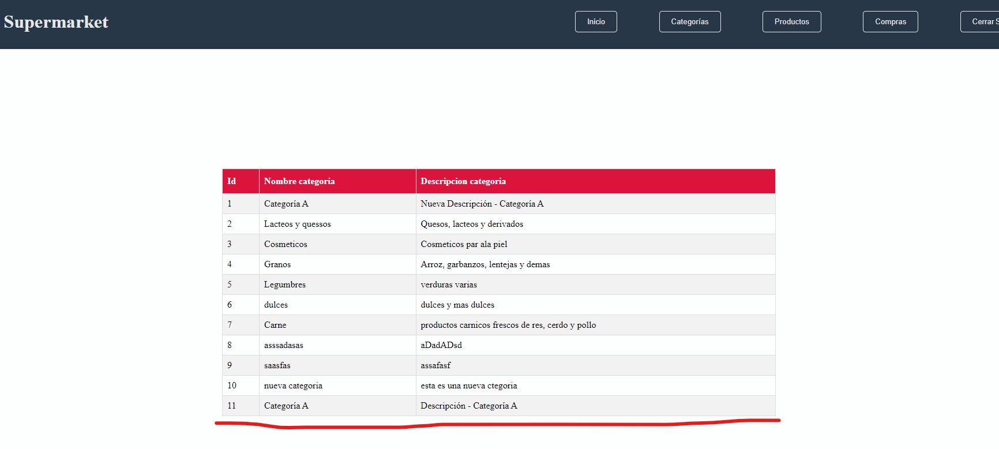 Supermarket Inicio Categorías Productos Compras Cerrar S
Id Nombre categoria Descripcion categoria
1 Categoría A Nueva Descripción - Categoría A
2 Lacteos y quessos Quesos, lacteos y derivados
3 Cosmeticos Cosmeticos par ala piel
4 Granos Arroz, garbanzos, lentejas y demas
5 Legumbres verduras varias
6 dulces dulces y mas dulces
7 Carne productos carnicos frescos de res, cerdo y pollo
8 asssadasas aDadADsd
9 saasfas assafasf
10 nueva categoria esta es una nueva ctegoria
11 Categoría A Descripción - Categoría A